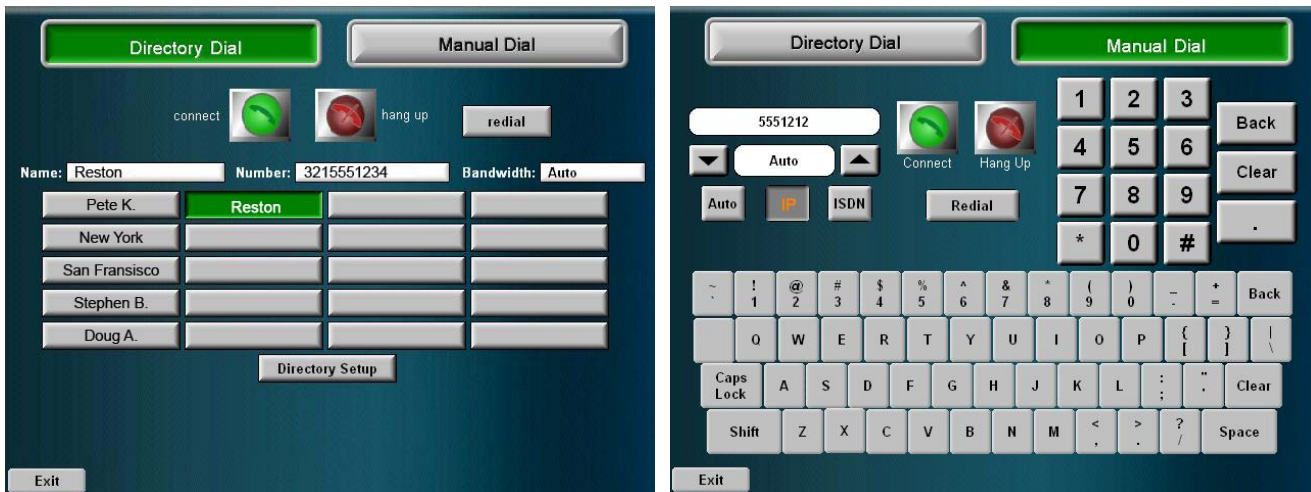 Directory Dial Manual Dial
connect hang up redial
Name: Reston Number: 3215551234 Bandwidth: Auto
Pete K. Reston
New York
San Fransisco
Stephen B.
Doug A.
Directory Setup
Exit
Directory Dial Manual Dial
5551212
Auto
Connect Hang Up
Auto IP ISDN Redial
1 2 3
4 5 6
7 8 9
* 0 #
Back
Clear
.
~ ! @ # $ % ^ & * ( ) _ +
` 1 2 3 4 5 6 7 8 9 0 - = Back
Q W E R T Y U I O P { } |
[ ] \
Caps Lock A S D F G H J K L : " Clear
; '
Shift Z X C V B N M < > ? Space
, . /
Exit